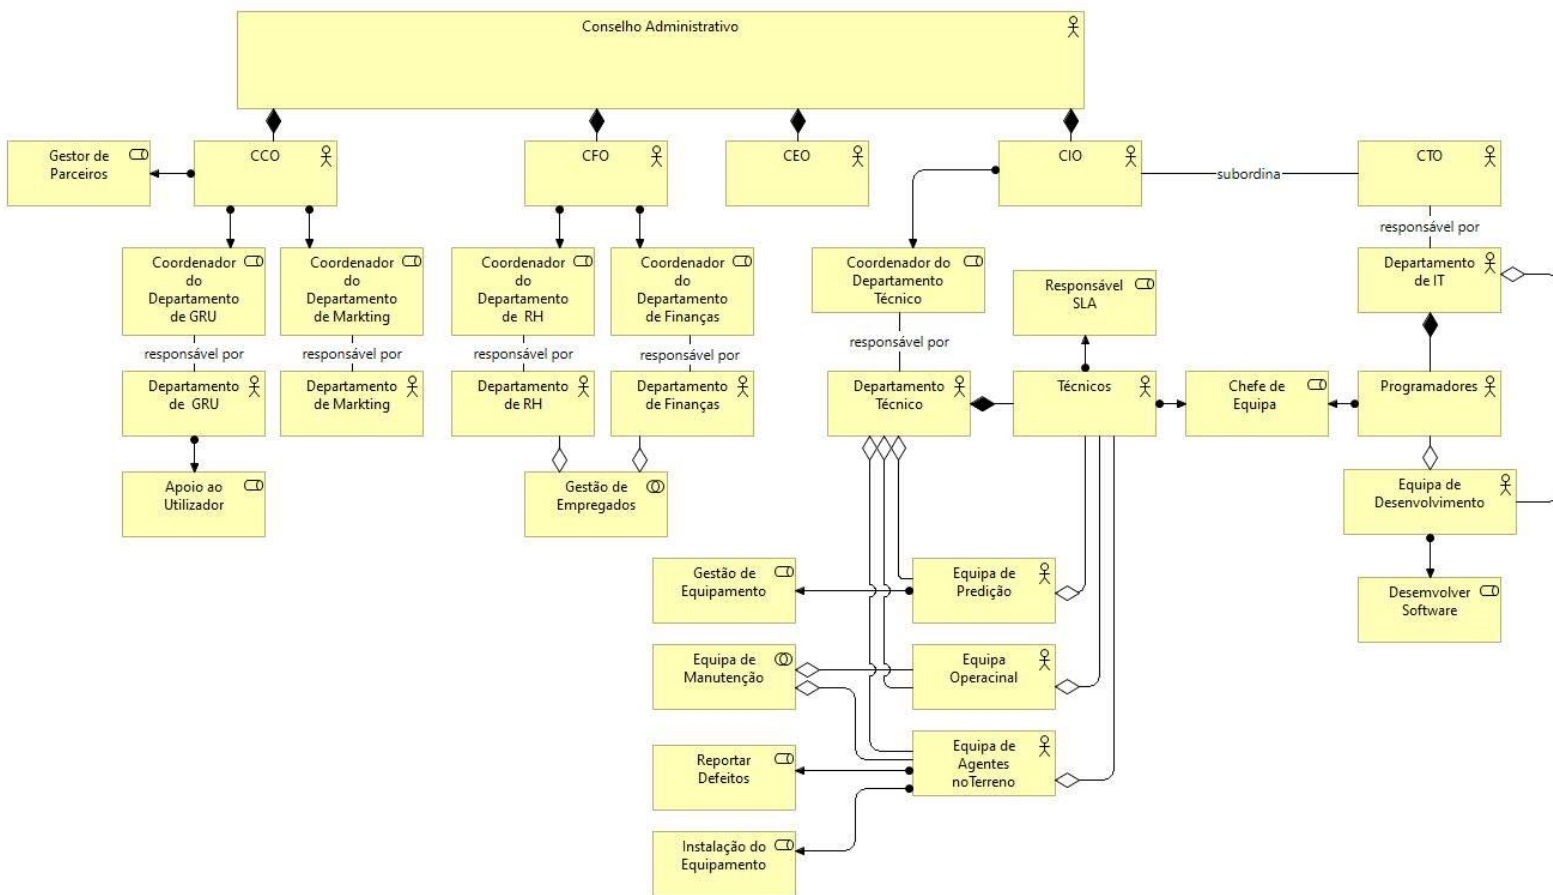 Conselho Administrativo
Gestor de
Parceiros
CCO
CFO
CEO
CIO
subordina
CTO
responsável por
Coordenador
do
Departamento
de GRU
Coordenador
do
Departamento
de Markting
Coordenador
do
Departamento
de RH
Coordenador
do
Departamento
de Finanças
Coordenador do
Departamento
Técnico
Responsável
SLA
Departamento
de IT
responsável por
responsável por
responsável por
responsável por
responsável por
Departamento
de GRU
Departamento
de Markting
Departamento
de RH
Departamento
de Finanças
Departamento
Técnico
Técnicos
Chefe de
Equipa
Programadores
Apoio ao
Utilizador
Gestão de
Empregados
Equipa de
Desenvolvimento
Gestão de
Equipamento
Equipa de
Predição
Desemvolver
Software
Equipa de
Manutenção
Equipa
Operacinal
Reportar
Defeitos
Equipa de
Agentes
noTerreno
Instalação do
Equipamento